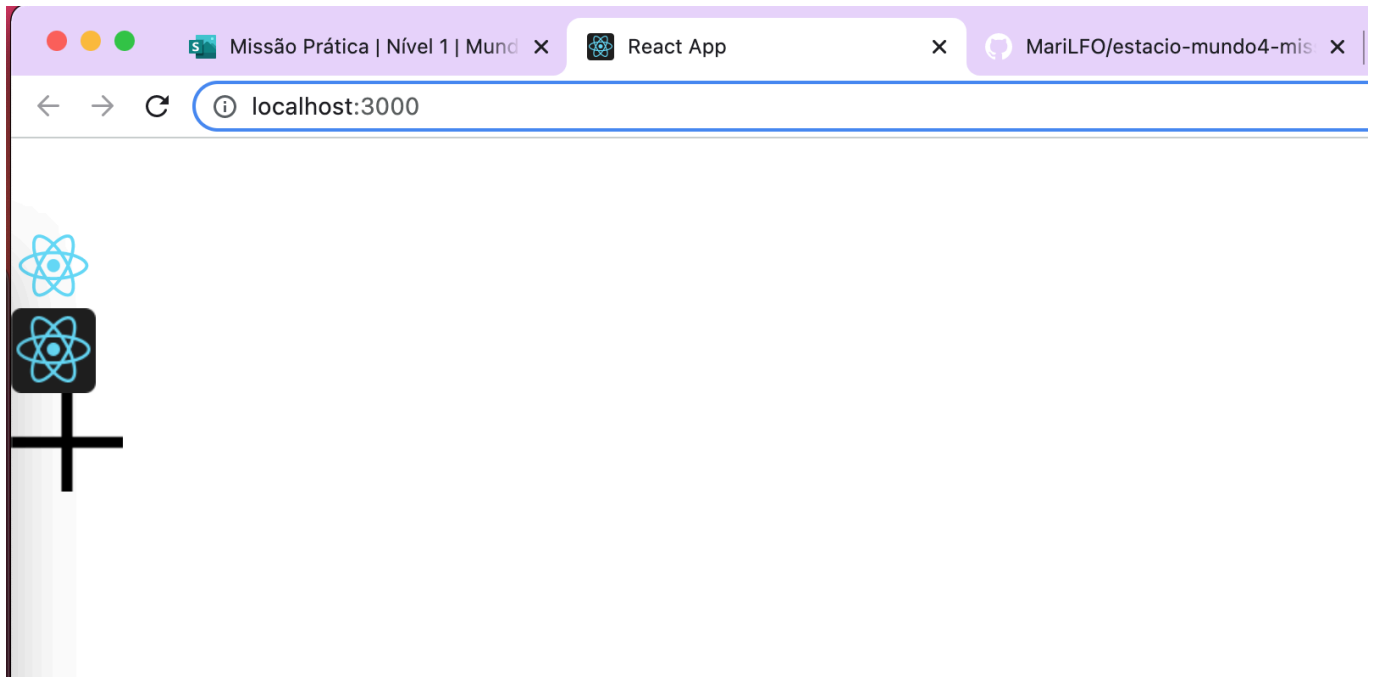 Missão Prática | Nível 1 | Mund
React App
MariLFO/estacio-mundo4-mis
localhost:3000